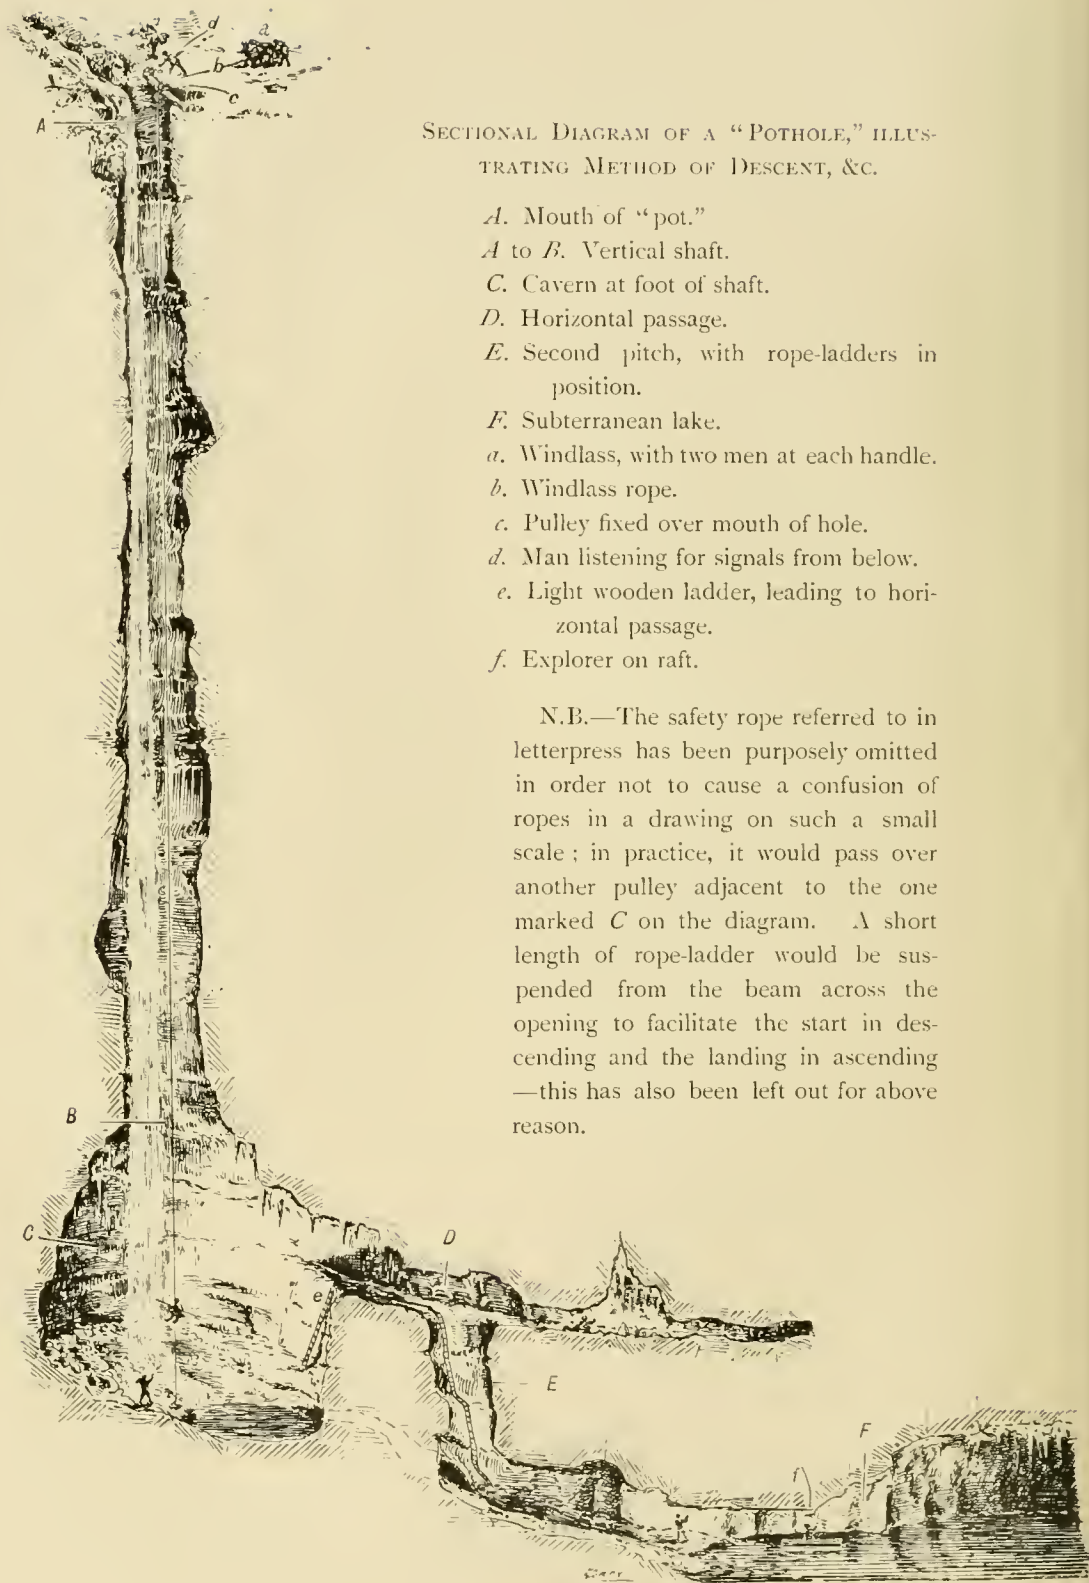 d
a
b
c
A
SECTIONAL DIAGRAM OF A “POTHOLE,” ILLUS-
TRATING METHOD OF DESCENT, &C.
A. Mouth of “pot.”
A to B. Vertical shaft.
C. Cavern at foot of shaft.
D. Horizontal passage.
E. Second pitch, with rope-ladders in
position.
F. Subterranean lake.
a. Windlass, with two men at each handle.
b. Windlass rope.
c. Pulley fixed over mouth of hole.
d. Man listening for signals from below.
e. Light wooden ladder, leading to hori-
zontal passage.
f. Explorer on raft.
N.B.—The safety rope referred to in
letterpress has been purposely omitted
in order not to cause a confusion of
ropes in a drawing on such a small
scale; in practice, it would pass over
another pulley adjacent to the one
marked C on the diagram. A short
length of rope-ladder would be sus-
pended from the beam across the
opening to facilitate the start in des-
cending and the landing in ascending
—this has also been left out for above
reason.
B
C
D
e
E
F
f